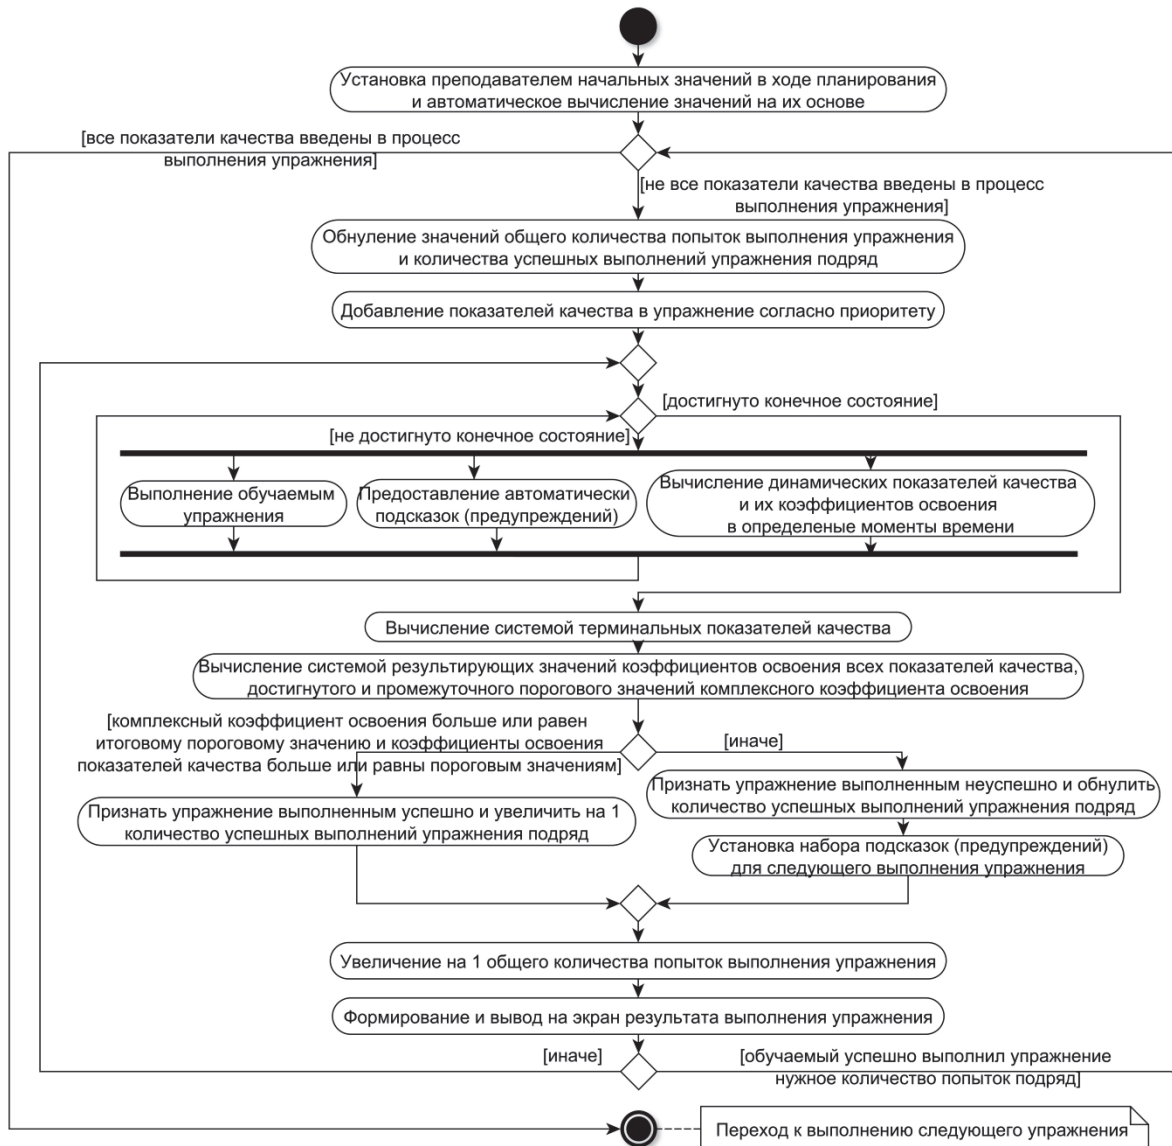 Установка преподавателем начальных значений в ходе планирования
и автоматическое вычисление значений на их основе
[все показатели качества введены в процесс
выполнения упражнения]
[не все показатели качества введены в процесс
выполнения упражнения]
Обнуление значений общего количества попыток выполнения упражнения
и количества успешных выполнений упражнения подряд
Добавление показателей качества в упражнение согласно приоритету
[достигнуто конечное состояние]
[не достигнуто конечное состояние]
Выполнение обучаемым
упражнения
Предоставление автоматически
подсказок (предупреждений)
Вычисление динамических показателей качества
и их коэффициентов освоения
в определеные моменты времени
Вычисление системой терминальных показателей качества
Вычисление системой результирующих значений коэффициентов освоения всех показателей качества,
достигнутого и промежуточного порогового значений комплексного коэффициента освоения
[комплексный коэффициент освоения больше или равен
итоговому пороговому значению и коэффициенты освоения
показателей качества больше или равны пороговым значениям]
[иначе]
Признать упражнение выполненным успешно и увеличить на 1
количество успешных выполнений упражнения подряд
Признать упражнение выполненным неуспешно и обнулить
количество успешных выполнений упражнения подряд
Установка набора подсказок (предупреждений)
для следующего выполнения упражнения
Увеличение на 1 общего количества попыток выполнения упражнения
Формирование и вывод на экран результата выполнения упражнения
[иначе]
[обучаемый успешно выполнил упражнение
нужное количество попыток подряд]
Переход к выполнению следующего упражнения